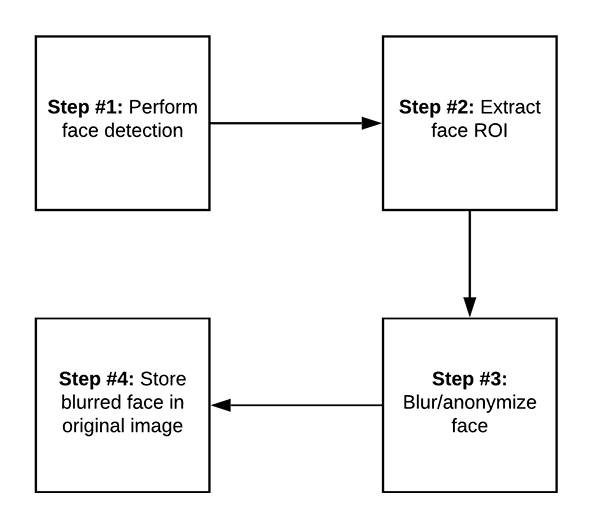 Step #1: Perform
face detection
Step #2: Extract
face ROI
Step #3:
Blur/anonymize
face
Step #4: Store
blurred face in
original image